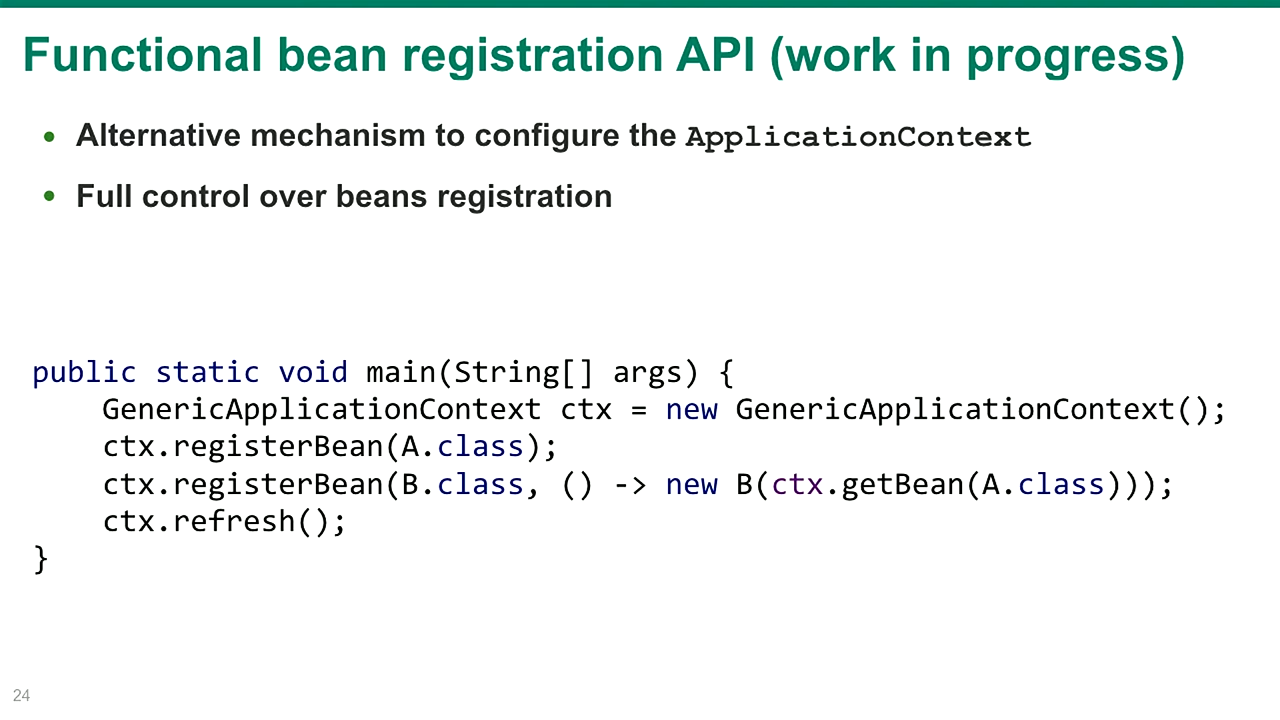 Functional bean registration API (work in progress)
• Alternative mechanism to configure the ApplicationContext
• Full control over beans registration
public static void main(String[] args) {
    GenericApplicationContext ctx = new GenericApplicationContext();
    ctx.registerBean(A.class);
    ctx.registerBean(B.class, () -> new B(ctx.getBean(A.class)));
    ctx.refresh();
}
24